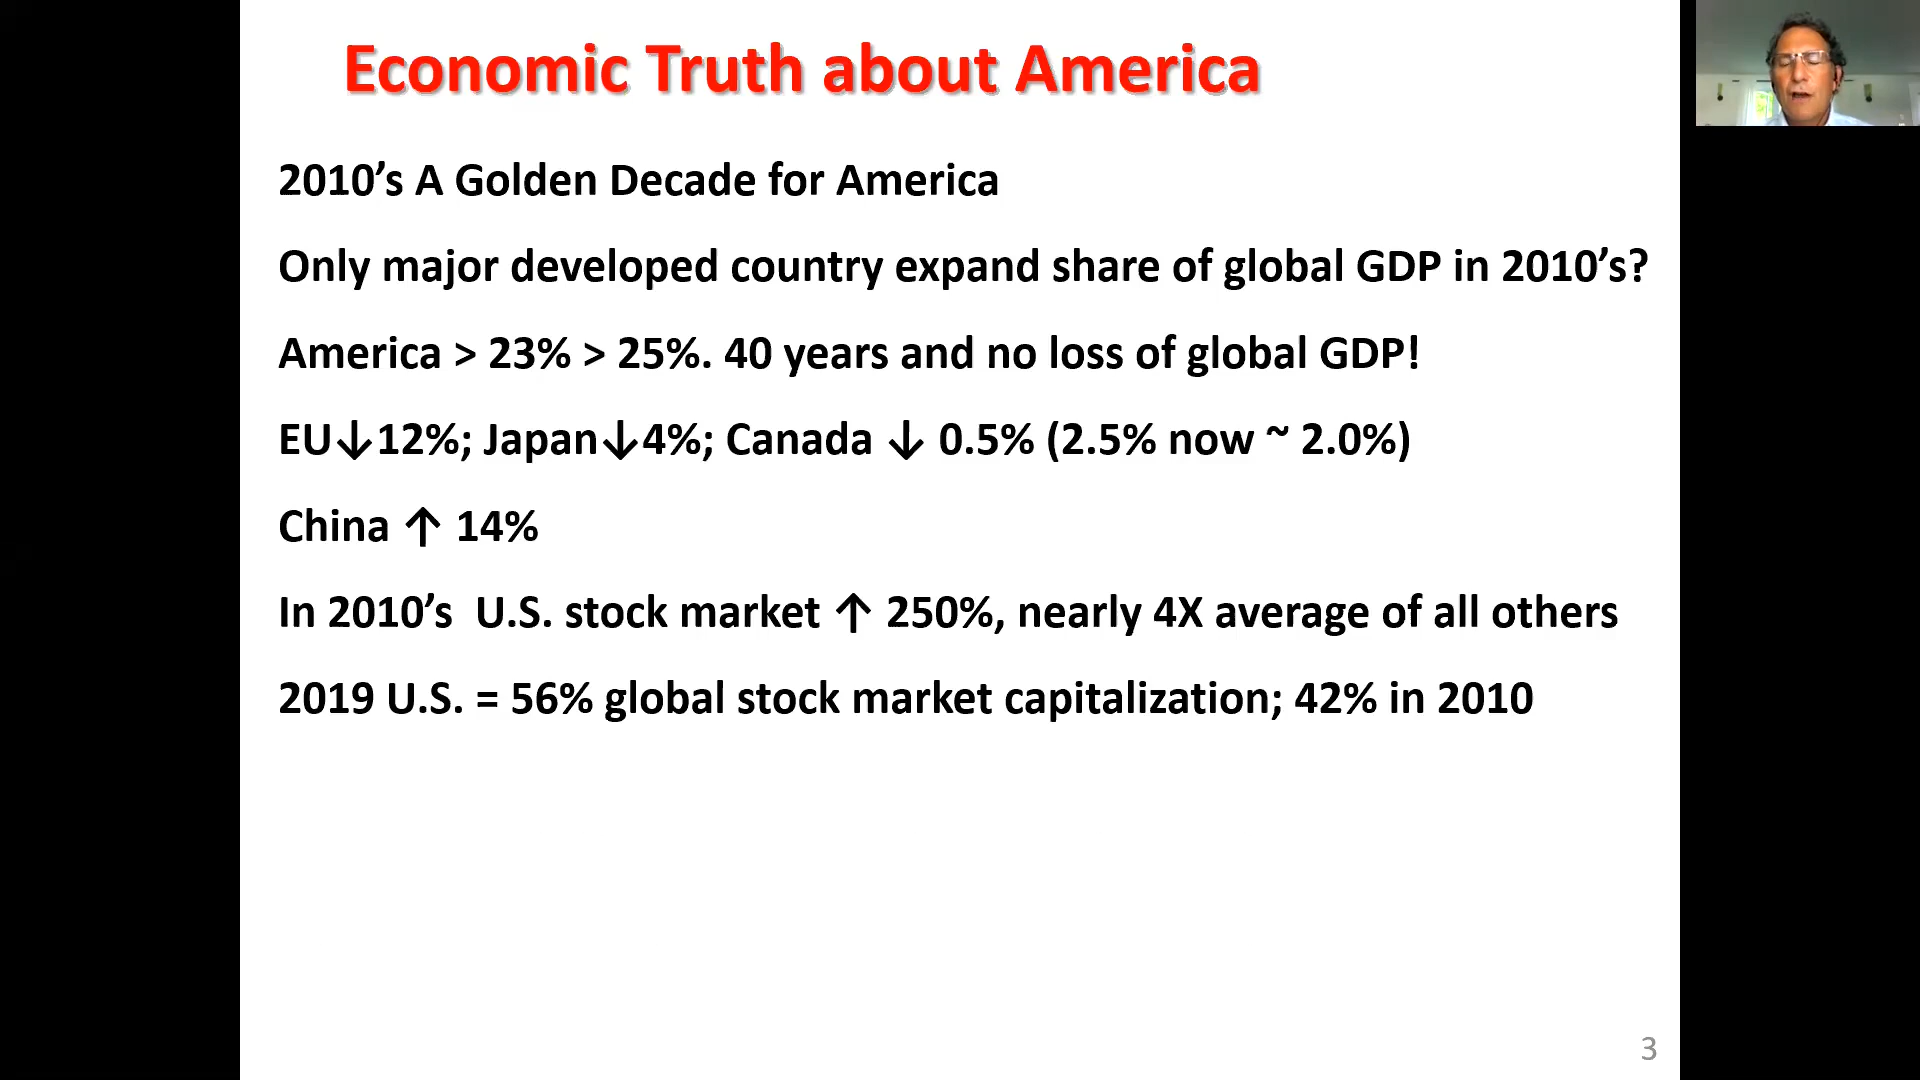 Economic Truth about America
2010’s A Golden Decade for America
Only major developed country expand share of global GDP in 2010’s?
America > 23% > 25%. 40 years and no loss of global GDP!
EU↓12%; Japan↓4%; Canada ↓ 0.5% (2.5% now ~ 2.0%)
China ↑ 14%
In 2010’s  U.S. stock market ↑ 250%, nearly 4X average of all others
2019 U.S. = 56% global stock market capitalization; 42% in 2010
3